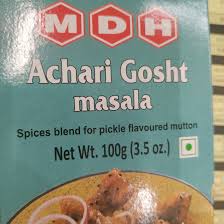 MDH
Achari Gosht
masala
Spices blend for pickle flavoured mutton
Net Wt. 100g (3.5 oz.)